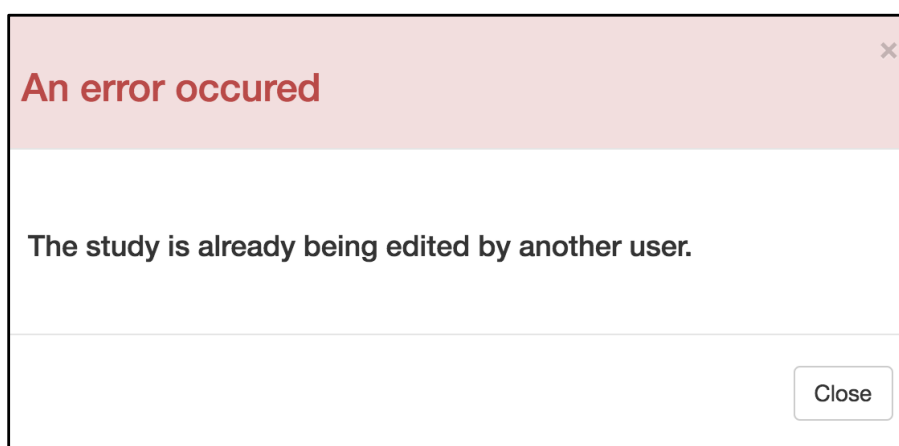 ×
An error occured
The study is already being edited by another user.
Close